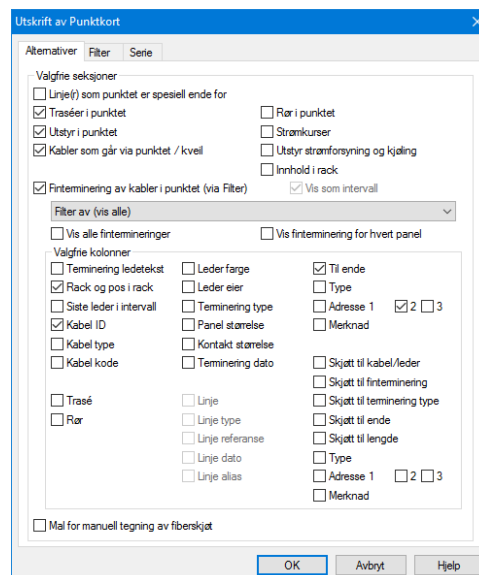 Utskrift av Punktkort
Alternativer Filter Serie
Valgfrie seksjoner
Linje(r) som punktet er spesiell ende for
Traséer i punktet Rør i punktet
Utstyr i punktet Strømkurser
Kabler som går via punktet / kveil Utstyr strømforsyning og kjøling
Innhold i rack
Finterminering av kabler i punktet (via Filter) Vis som intervall
Filter av (vis alle)
Vis alle fintermineringer Vis finterminering for hvert panel
Valgfrie kolonner
Terminering ledetekst Leder farge Til ende
Rack og pos i rack Leder eier Type
Siste leder i intervall Terminering type Adresse 1 2 3
Kabel ID Panel størrelse Merknad
Kabel type Kontakt størrelse
Kabel kode Terminering dato Skjøtt til kabel/leder
Skjøtt til finterminering
Trasé Linje Skjøtt til terminering type
Rør Linje type Skjøtt til ende
Linje referanse Skjøtt til lengde
Linje dato Type
Linje alias Adresse 1 2 3
Merknad
Mal for manuell tegning av fiberskjøt
OK Avbryt Hjelp